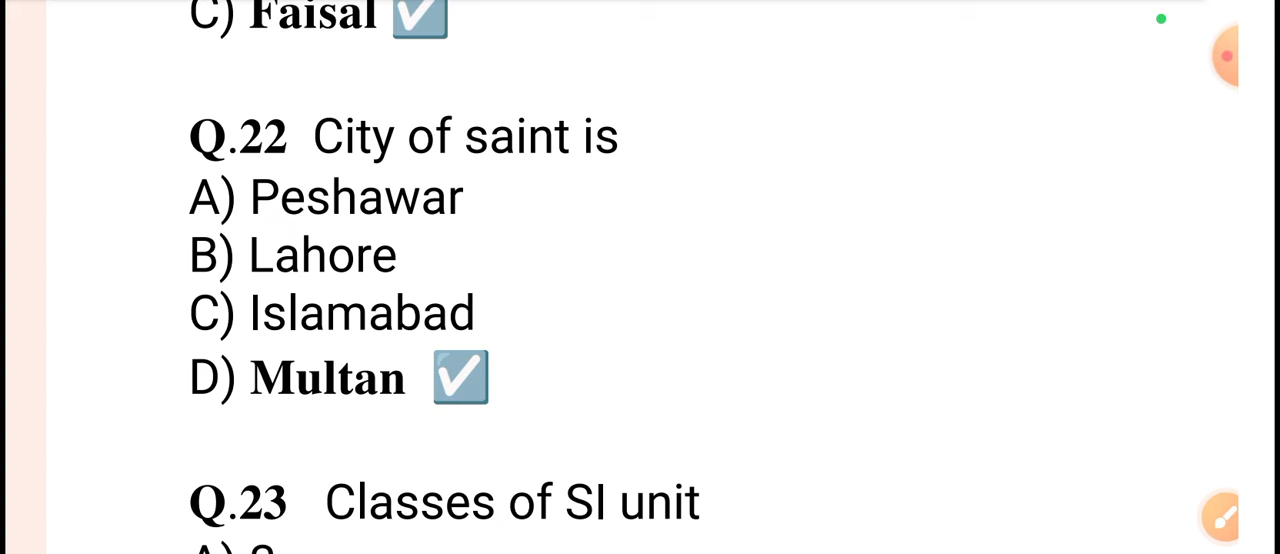 C) Faisal ✅
Q.22 City of saint is
A) Peshawar
B) Lahore
C) Islamabad
D) Multan ☑
Q.23 Classes of SI unit